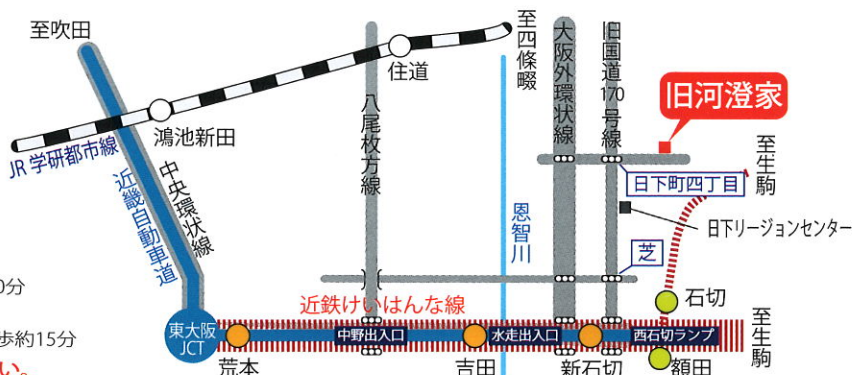 至吹田
至四條畷
大阪外環状線
旧国道170号線
住道
旧河澄家
八尾枚方線
鴻池新田
至生駒
JR学研都市線
日下町四丁目
中央環状線
近畿自動車道
恩智川
日下リージョンセンター
芝
0分
近鉄けいはんな線
石切
東大阪
JCT
中野出入口
水走出入口
西石切ランプ
至生駒
歩約15分
荒本
吉田
新石切
額田
い。